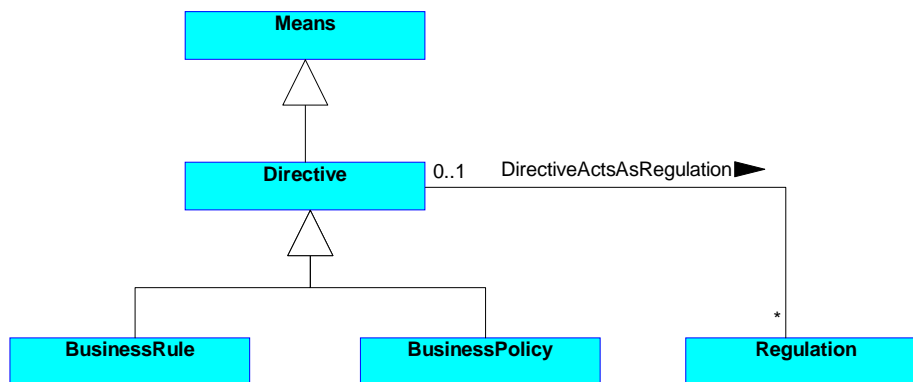 Means
Directive
0..1
DirectiveActsAsRegulation
*
BusinessRule
BusinessPolicy
Regulation